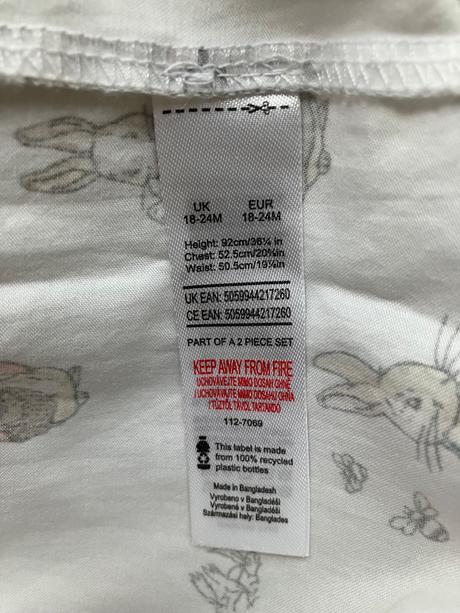 UK EUR
18-24M 18-24M
Height: 92cm/36¼ in
Chest: 52.5cm/20¾in
Waist: 50.5cm/19¾in
UK EAN: 5059944217260
CE EAN: 5059944217260
PART OF A 2 PIECE SET
KEEP AWAY FROM FIRE
UCHOVÁVEJTE MIMO DOSAH OHNĚ
/ UCHOVÁVAJTE MIMO DOSAHU OHŇA
/ TŰZTŐL TÁVOL TARTANDÓ
112-7069
This label is made
from 100% recycled
plastic bottles
Made in Bangladesh
Vyrobeno v Bangladéši
Vyrobené v Bangladéši
Származási hely: Banglades